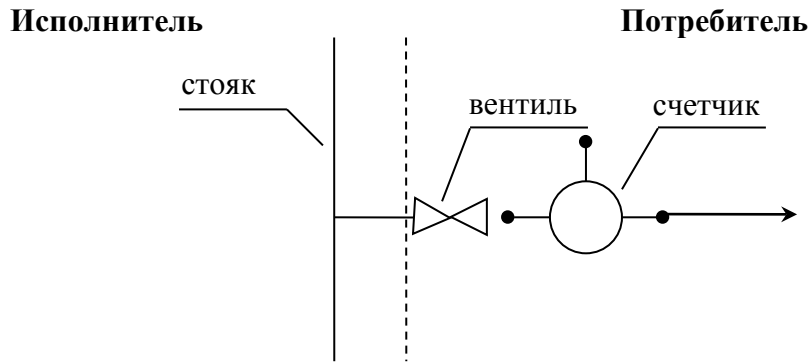 Исполнитель
Потребитель
стояк
вентиль
счетчик